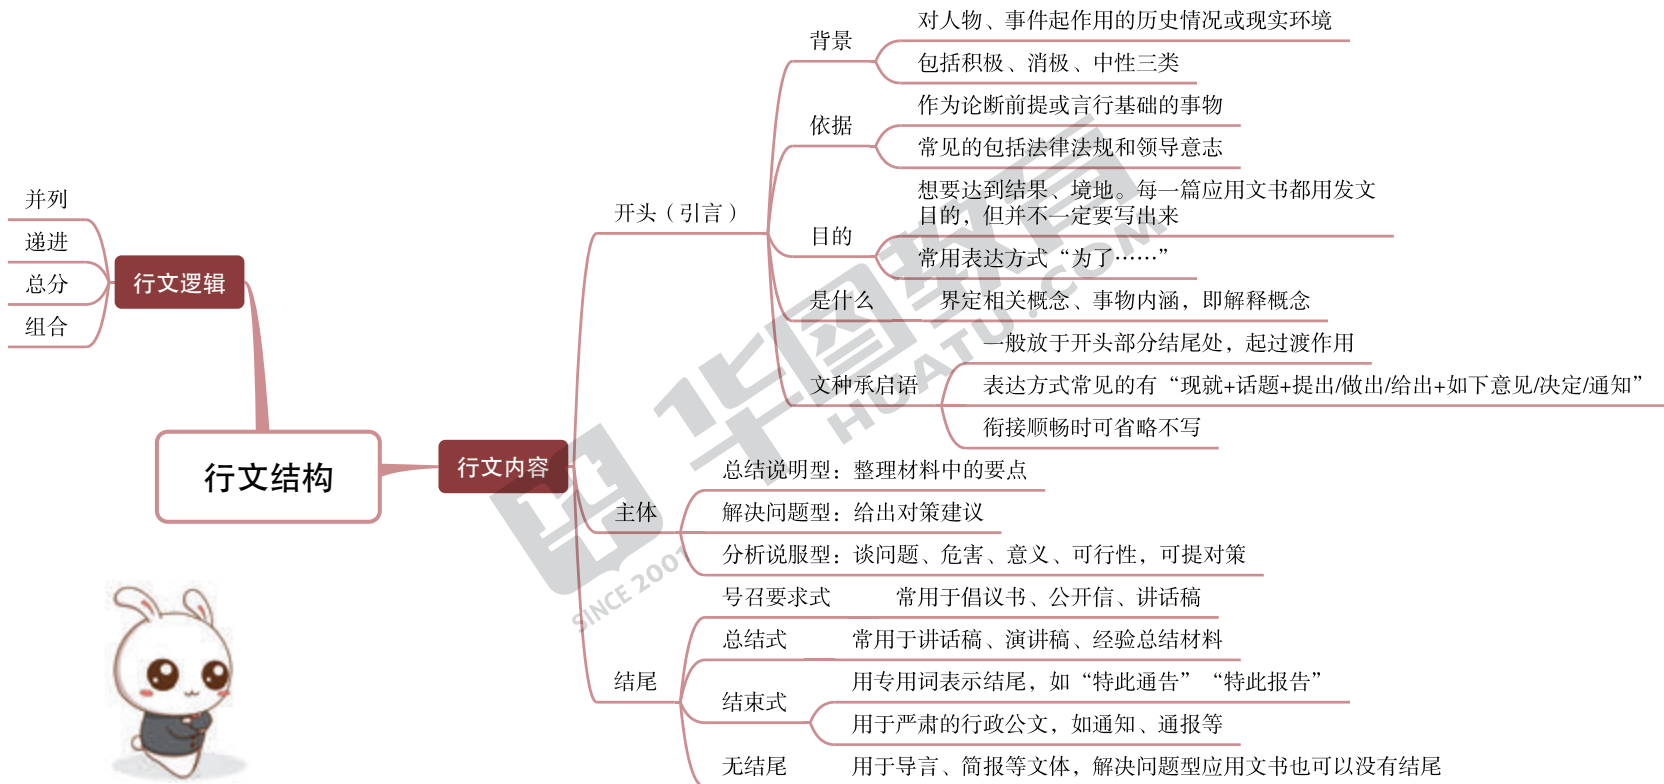 行文结构
行文逻辑
并列
递进
总分
组合
行文内容
开头（引言）
背景
对人物、事件起作用的历史情况或现实环境
包括积极、消极、中性三类
依据
作为论断前提或言行基础的事物
常见的包括法律法规和领导意志
目的
想要达到结果、境地。每一篇应用文书都用发文
目的，但并不一定要写出来
常用表达方式“为了……”
是什么
界定相关概念、事物内涵，即解释概念
文种承启语
一般放于开头部分结尾处，起过渡作用
表达方式常见的有“现就+话题+提出/做出/给出+如下意见/决定/通知”
衔接顺畅时可省略不写
主体
总结说明型：整理材料中的要点
解决问题型：给出对策建议
分析说服型：谈问题、危害、意义、可行性，可提对策
结尾
号召要求式
常用于倡议书、公开信、讲话稿
总结式
常用于讲话稿、演讲稿、经验总结材料
结束式
用专用词表示结尾，如“特此通告”“特此报告”
用于严肃的行政公文，如通知、通报等
无结尾
用于导言、简报等文体，解决问题型应用文书也可以没有结尾
华图教育
HUATU.COM
SINCE 2001